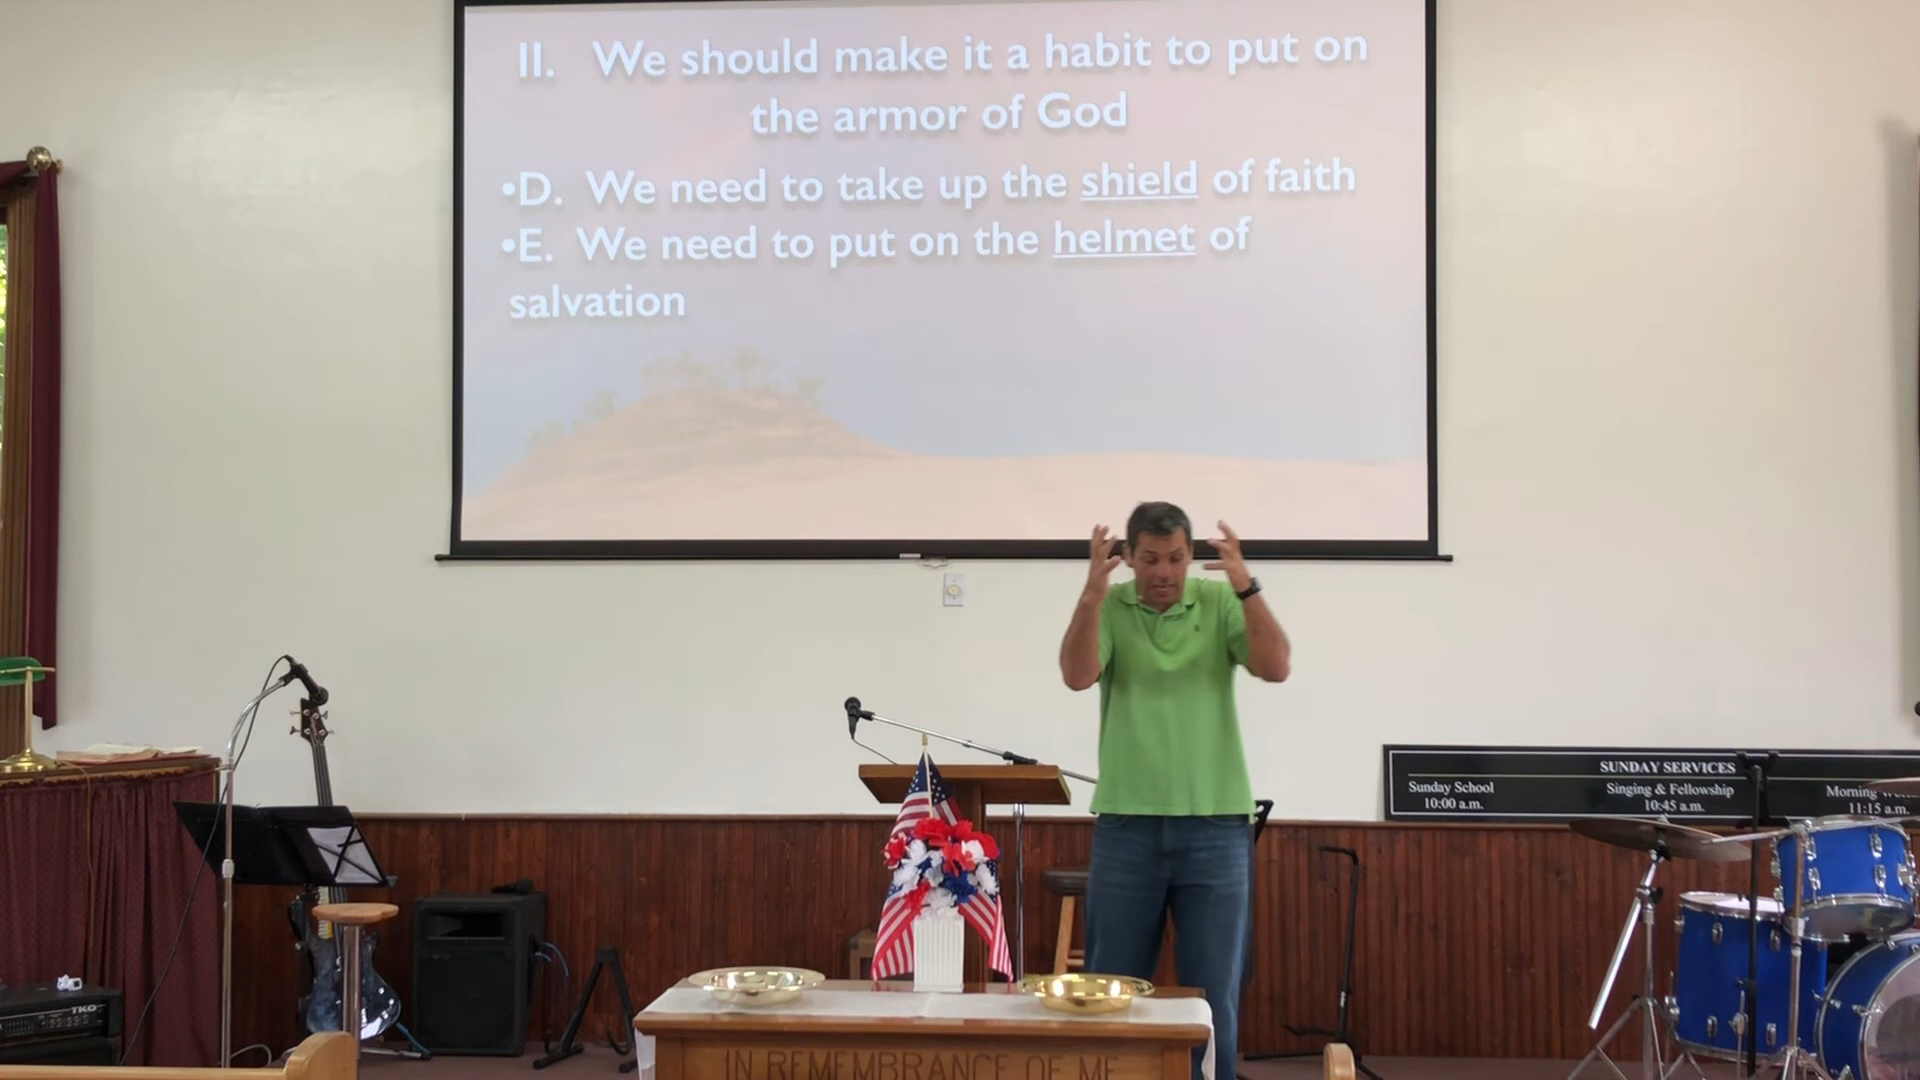 II. We should make it a habit to put on
the armor of God
•D. We need to take up the shield of faith
•E. We need to put on the helmet of
salvation
SUNDAY SERVICES
Sunday School
10:00 a.m.
Singing & Fellowship
10:45 a.m.
Morning
11:15 a.m.
TKO
IN REMEMBRANCE OF ME